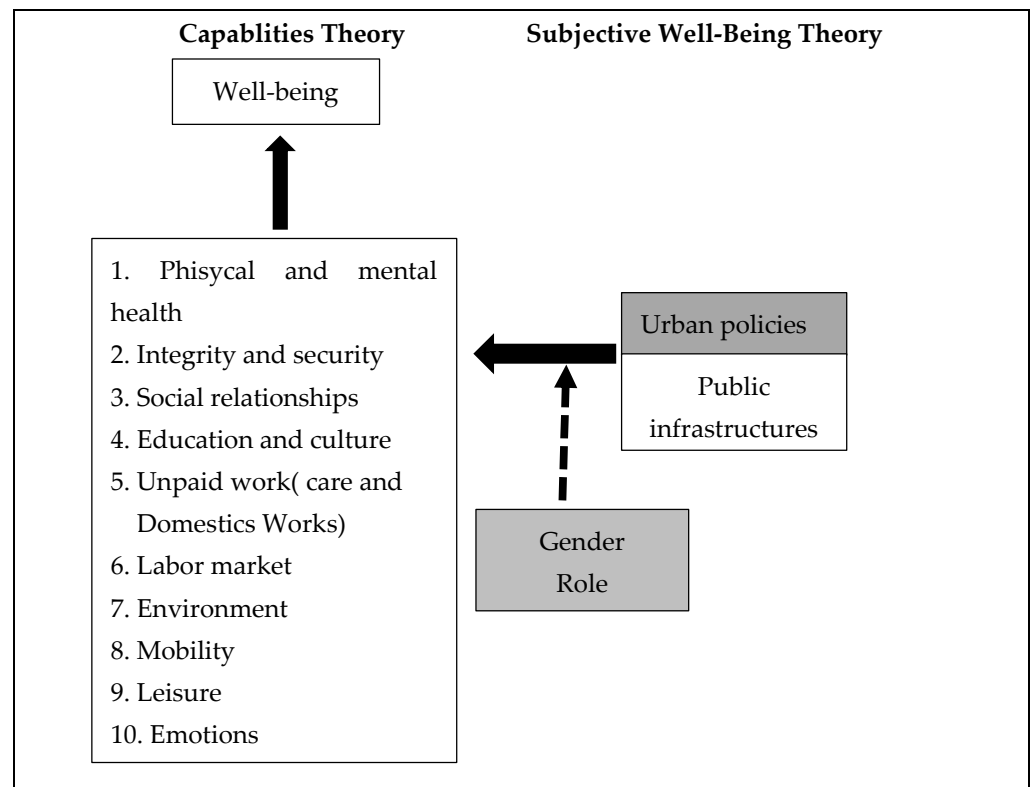 Capablities Theory
Subjective Well-Being Theory
Well-being
1. Phisycal and mental
health
2. Integrity and security
3. Social relationships
4. Education and culture
5. Unpaid work( care and
Domestics Works)
6. Labor market
7. Environment
8. Mobility
9. Leisure
10. Emotions
Urban policies
Public
infrastructures
Gender
Role